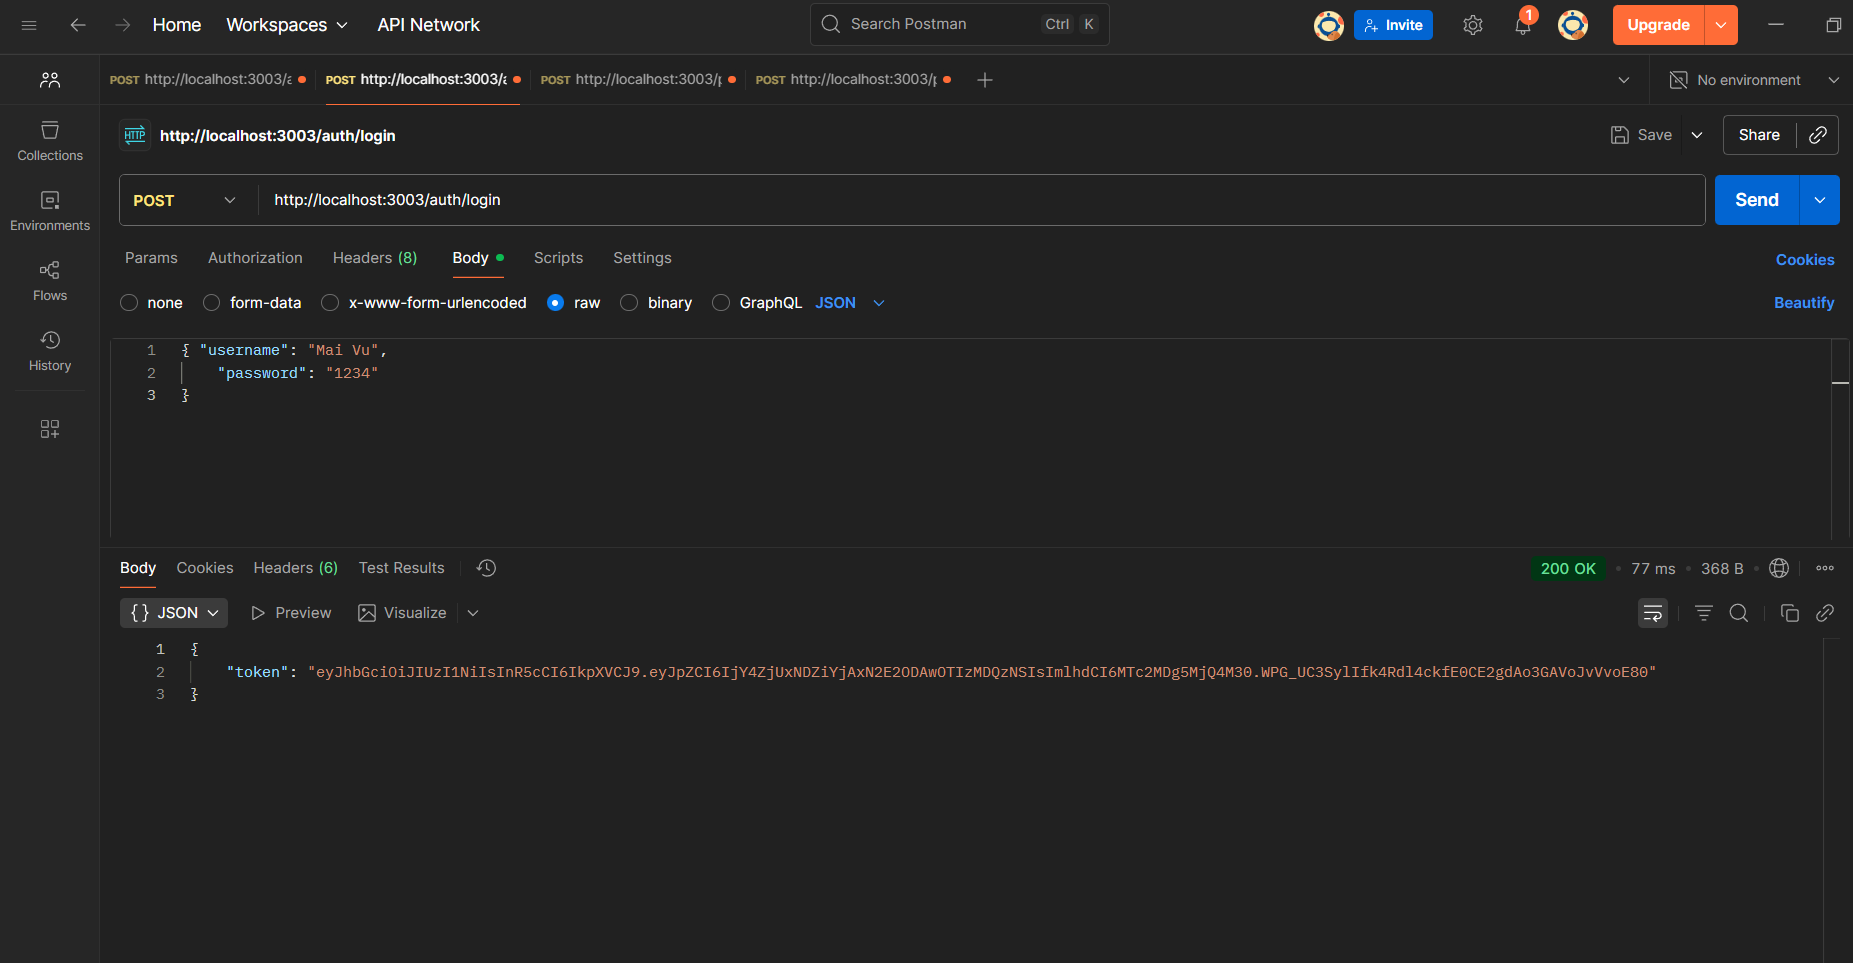 Home Workspaces API Network Search Postman Ctrl K Invite 1 Upgrade
POST http://localhost:3003/a POST http://localhost:3003/a POST http://localhost:3003/p POST http://localhost:3003/p No environment
HTTP http://localhost:3003/auth/login Save Share
Collections
POST http://localhost:3003/auth/login Send
Environments
Params Authorization Headers (8) Body Scripts Settings Cookies
Flows
none form-data x-www-form-urlencoded raw binary GraphQL JSON Beautify
History
1 { "username": "Mai Vu",
2 "password": "1234"
3 }
Body Cookies Headers (6) Test Results 200 OK 77 ms 368 B
{} JSON Preview Visualize
1 {
2 "token": "eyJhbGciOiJIUzI1NiIsInR5cCI6IkpXVCJ9.eyJpZCI6IjY4ZjUxNDZiYjAxN2E2ODAwOTIzMDQzNSIsImlhdCI6MTc2MDg5MjQ4M30.WPG_UC3SylIfk4Rdl4ckfE0CE2gdAo3GAVoJvVvoE80"
3 }